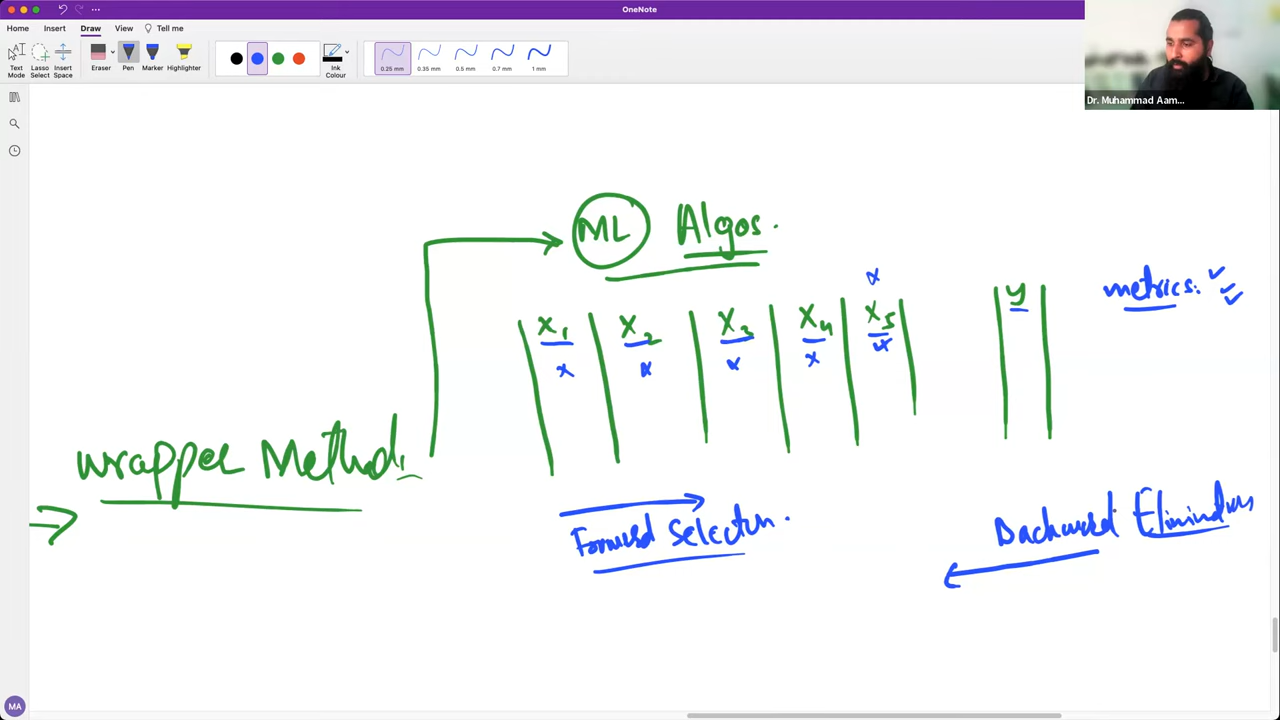 OneNote
Home Insert Draw View Tell me
Text Mode
Lasso Select
Insert Space
Eraser
Pen
Marker
Highlighter
Ink Colour
0.25 mm
0.35 mm
0.5 mm
0.7 mm
1 mm
Dr. Muhammad Aam...
ML Algos.
x
X1 X2 X3 X4 X5 y metrics:
x x x x x
wrapper Method:
Forward Selection.
Backward Elimination
MA